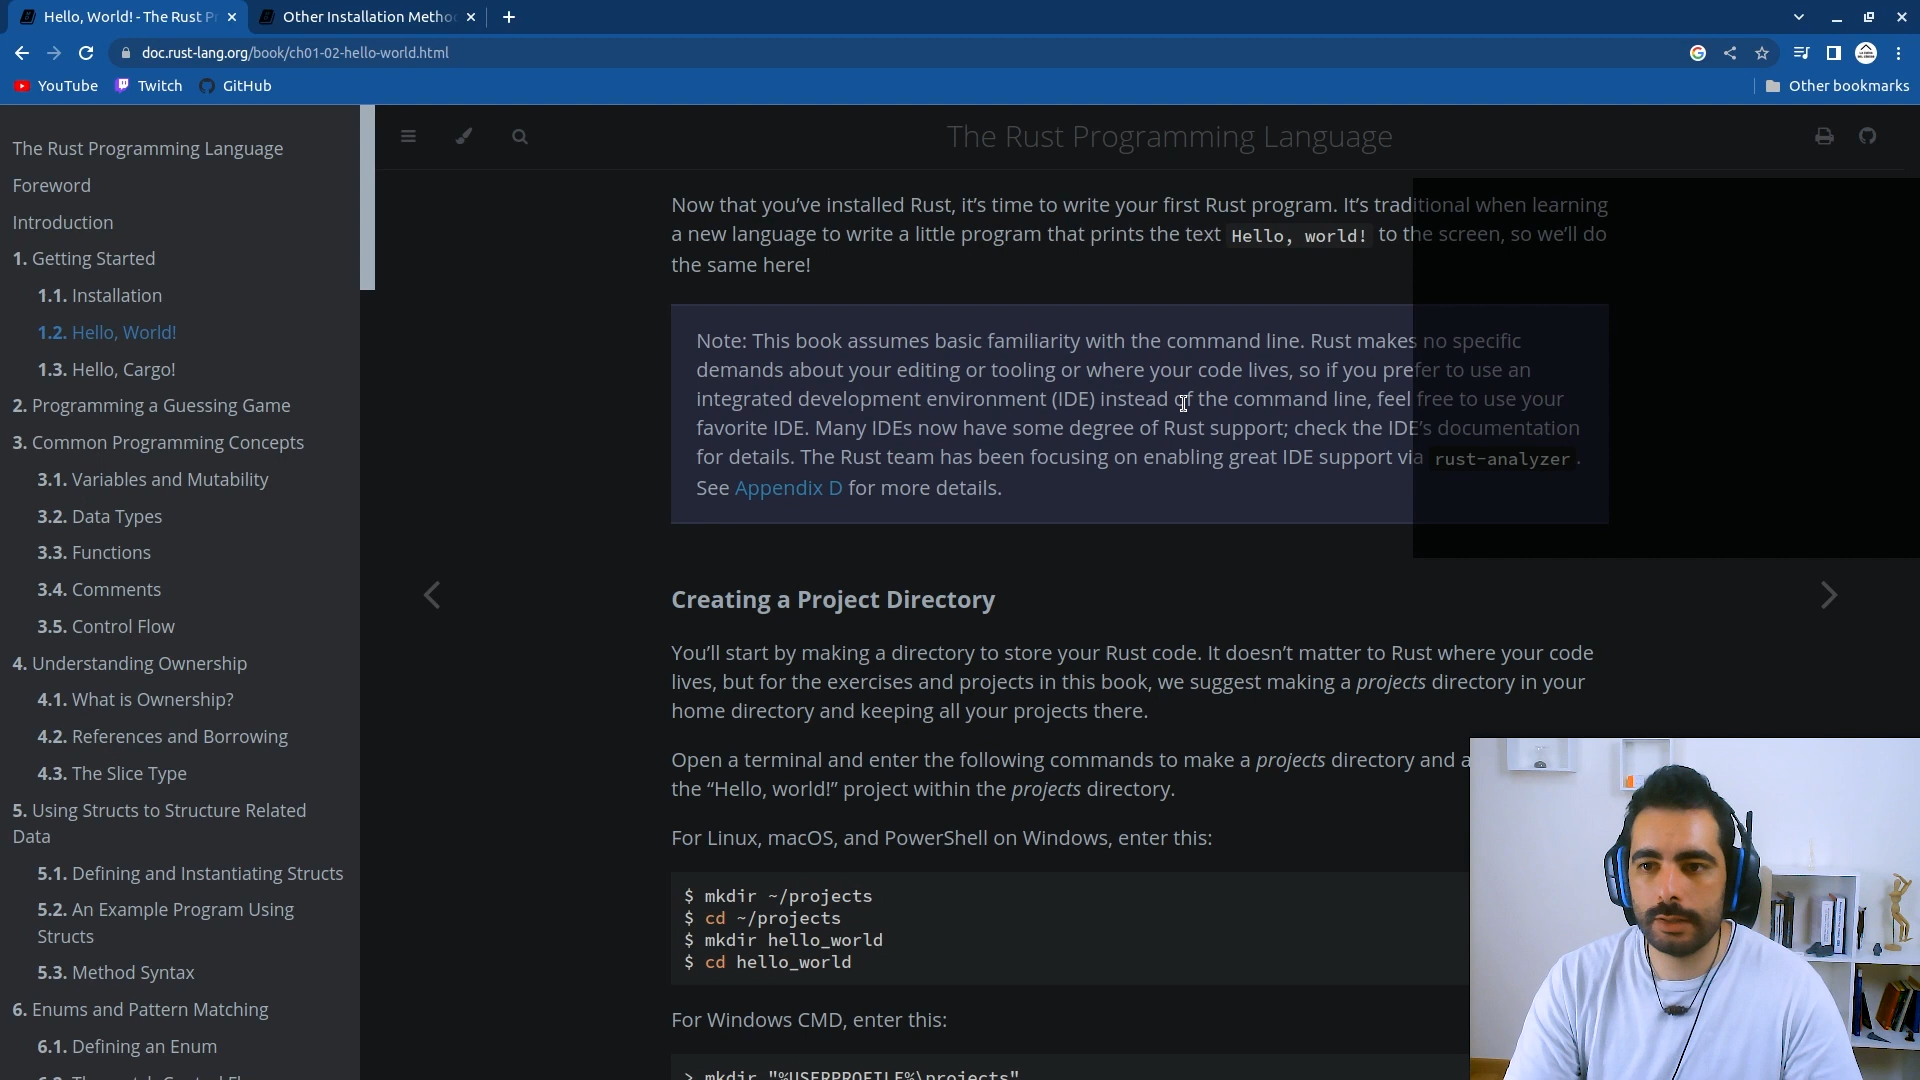 Hello, World! - The Rust P
Other Installation Metho
doc.rust-lang.org/book/ch01-02-hello-world.html
YouTube
Twitch
GitHub
Other bookmarks
The Rust Programming Language
Foreword
Introduction
1. Getting Started
1.1. Installation
1.2. Hello, World!
1.3. Hello, Cargo!
2. Programming a Guessing Game
3. Common Programming Concepts
3.1. Variables and Mutability
3.2. Data Types
3.3. Functions
3.4. Comments
3.5. Control Flow
4. Understanding Ownership
4.1. What is Ownership?
4.2. References and Borrowing
4.3. The Slice Type
5. Using Structs to Structure Related
Data
5.1. Defining and Instantiating Structs
5.2. An Example Program Using
Structs
5.3. Method Syntax
6. Enums and Pattern Matching
6.1. Defining an Enum
The Rust Programming Language
Now that you’ve installed Rust, it’s time to write your first Rust program. It’s traditional when learning
a new language to write a little program that prints the text Hello, world! to the screen, so we’ll do
the same here!
Note: This book assumes basic familiarity with the command line. Rust makes no specific
demands about your editing or tooling or where your code lives, so if you prefer to use an
integrated development environment (IDE) instead of the command line, feel free to use your
favorite IDE. Many IDEs now have some degree of Rust support; check the IDE’s documentation
for details. The Rust team has been focusing on enabling great IDE support via rust-analyzer.
See Appendix D for more details.
Creating a Project Directory
You’ll start by making a directory to store your Rust code. It doesn’t matter to Rust where your code
lives, but for the exercises and projects in this book, we suggest making a projects directory in your
home directory and keeping all your projects there.
Open a terminal and enter the following commands to make a projects directory and a
the “Hello, world!” project within the projects directory.
For Linux, macOS, and PowerShell on Windows, enter this:
$ mkdir ~/projects
$ cd ~/projects
$ mkdir hello_world
$ cd hello_world
For Windows CMD, enter this:
> mkdir "%USERPROFILE%\projects"